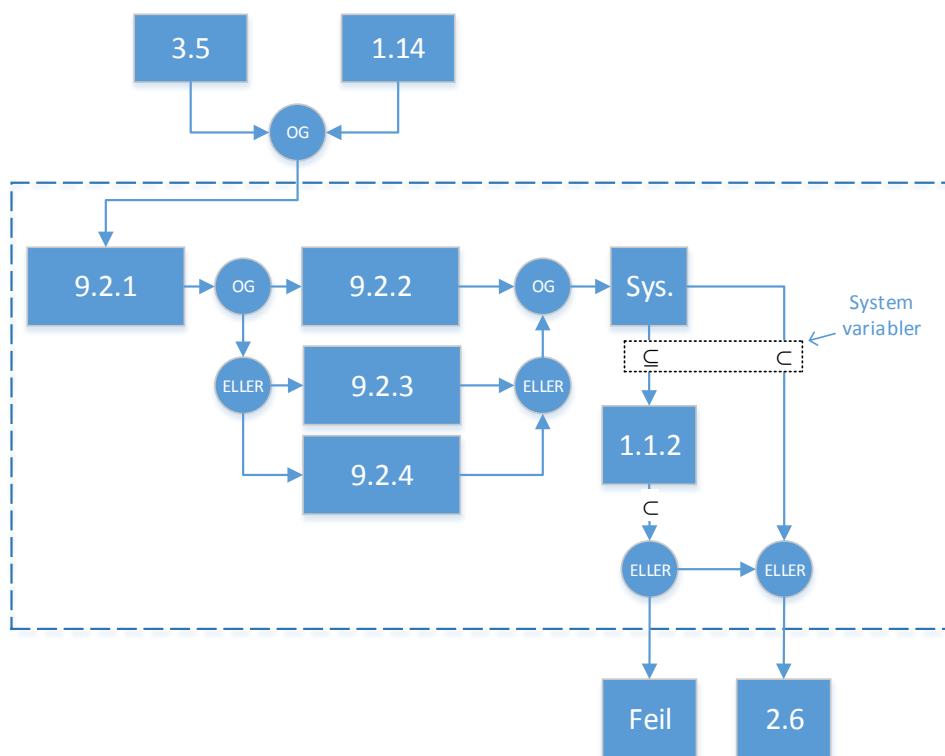 3.5
1.14
OG
9.2.1
OG
9.2.2
OG
Sys.
System
variabler
⊆
⊂
ELLER
9.2.3
ELLER
1.1.2
9.2.4
⊂
ELLER
ELLER
Feil
2.6